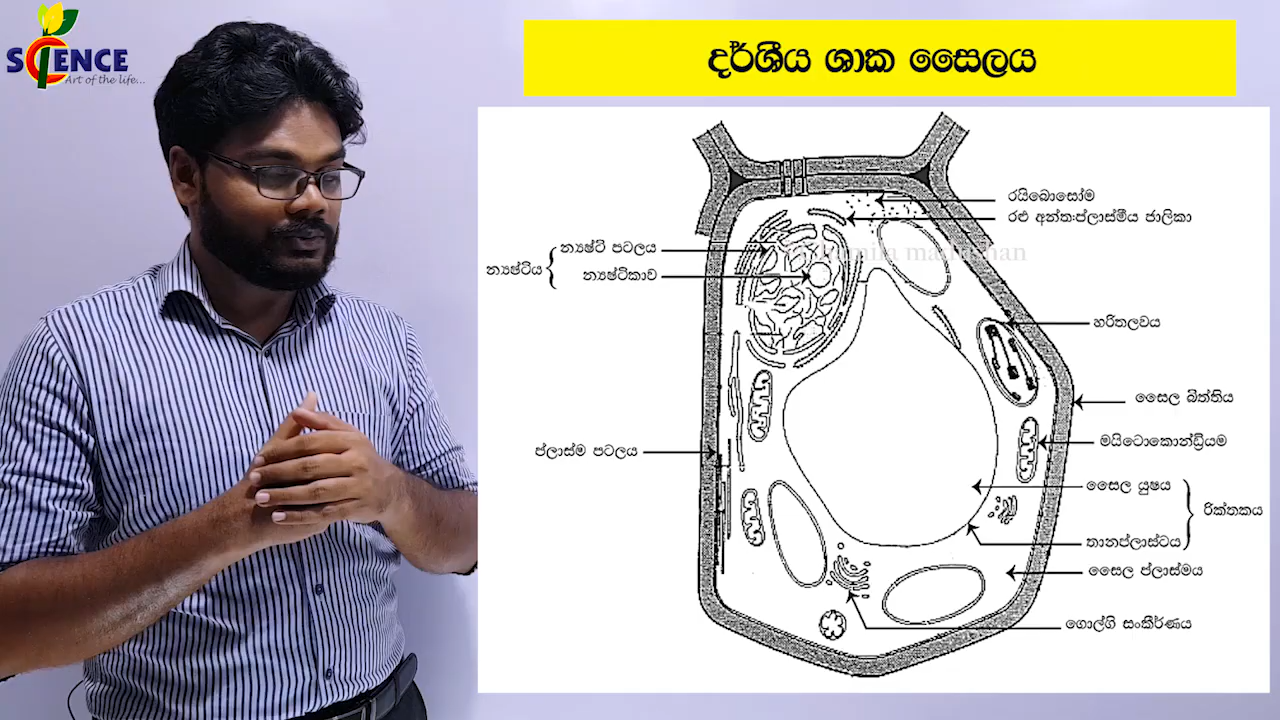 SCIENCE
Art of the life...
දර්ශීය ශාක සෛලය
රයිබොසෝම
රළු අන්තඃප්ලාස්මීය ජාලිකා
න්‍යෂ්ටි පටලය
න්‍යෂ්ටිය
න්‍යෂ්ටිකාව
හරිතලවය
සෛල බිත්තිය
මයිටොකොන්ඩ්‍රියම
ප්ලාස්ම පටලය
සෛල යුෂය
රික්තකය
තානප්ලාස්ටය
සෛල ප්ලාස්මය
ගොල්ගි සංකීර්ණය